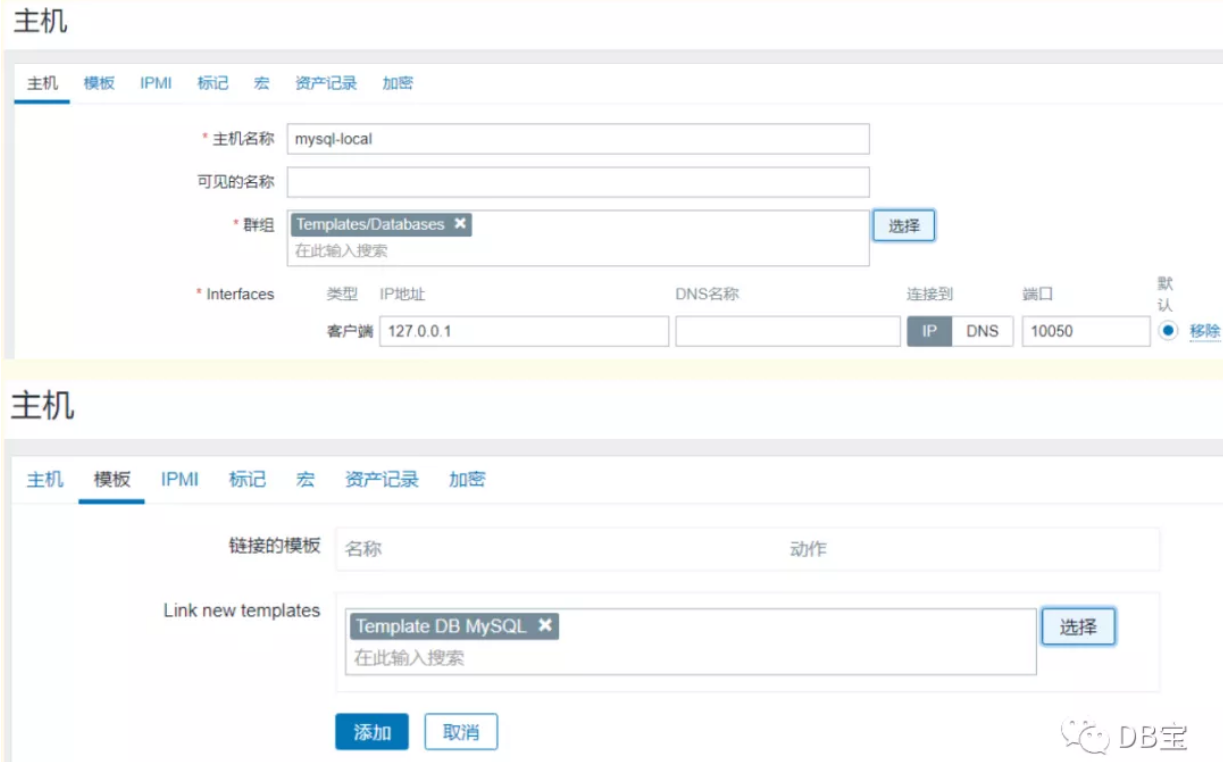 主机
主机 模板 IPMI 标记 宏 资产记录 加密
* 主机名称 mysql-local
可见的名称
* 群组 Templates/Databases ✖ 选择
在此输入搜索
* Interfaces 类型 IP地址 DNS名称 连接到 端口 默认
客户端 127.0.0.1 IP DNS 10050 移除
主机
主机 模板 IPMI 标记 宏 资产记录 加密
链接的模板 名称 动作
Link new templates Template DB MySQL ✖ 选择
在此输入搜索
添加 取消
DB宝